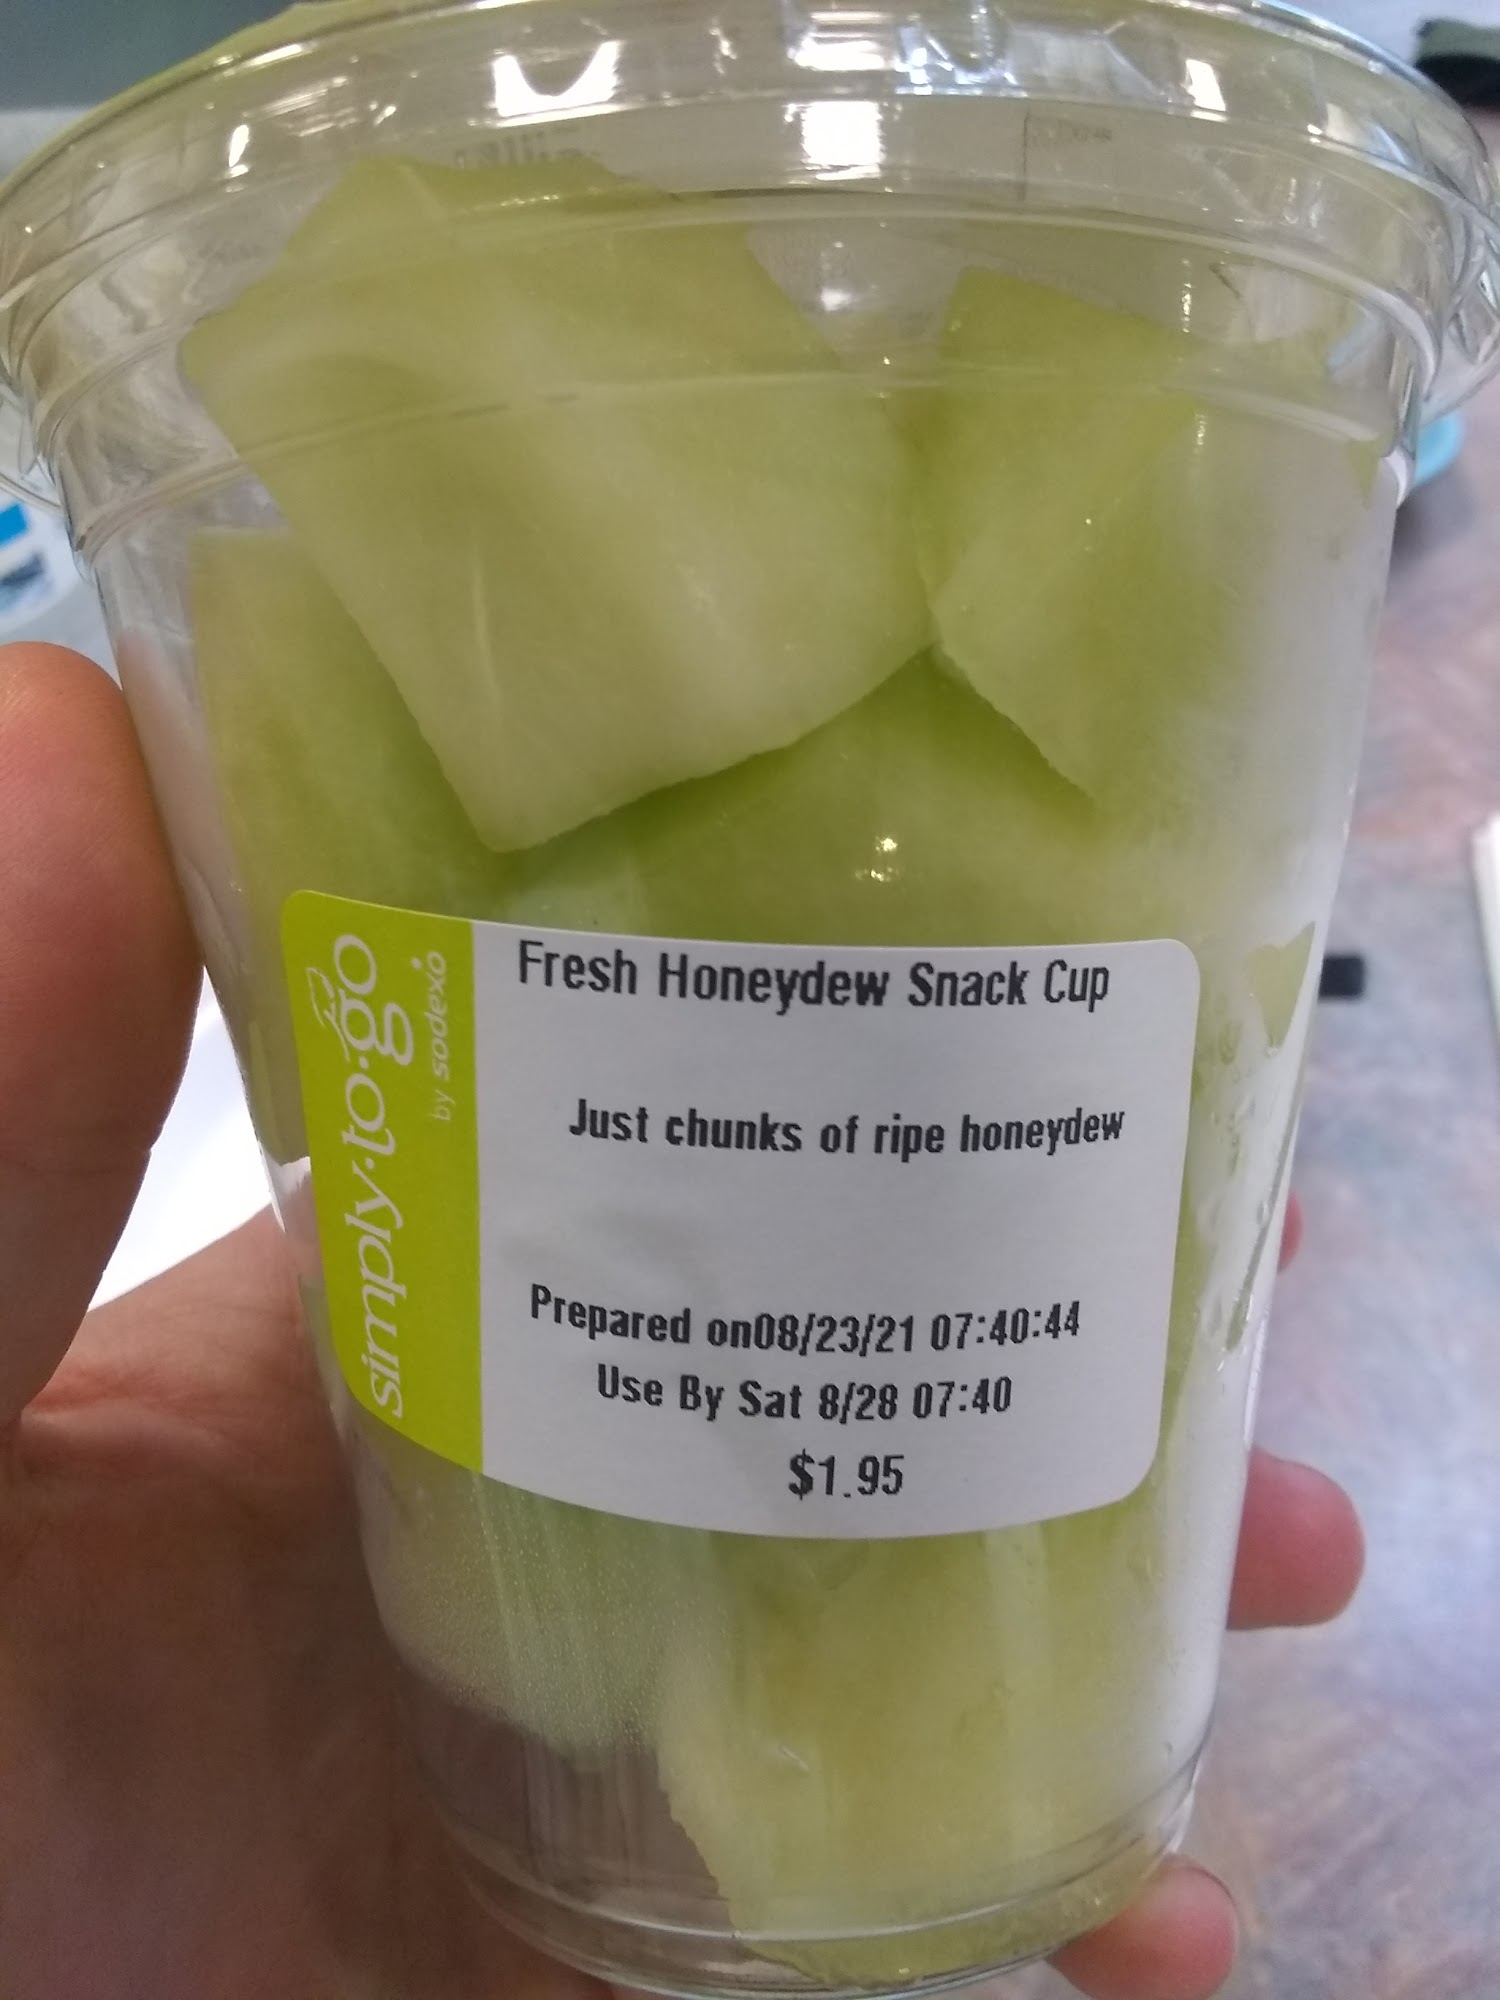 simply·to·go
by sodexo
Fresh Honeydew Snack Cup
Just chunks of ripe honeydew
Prepared on08/23/21 07:40:44
Use By Sat 8/28 07:40
$1.95